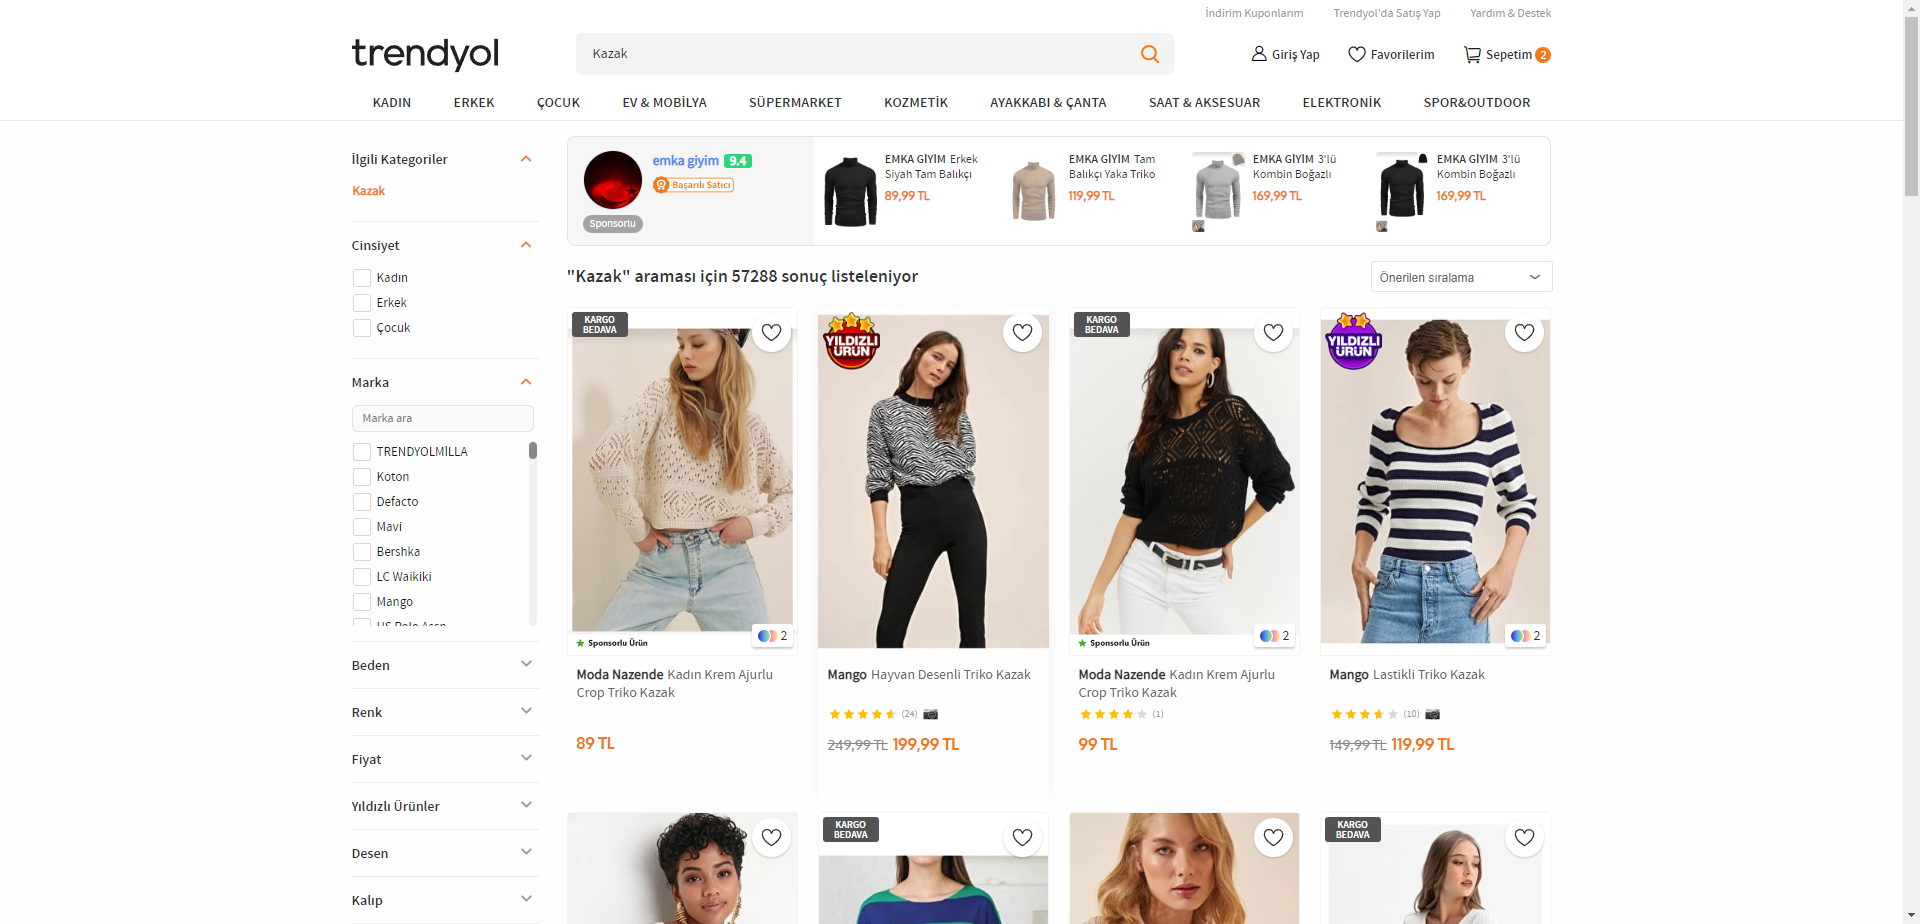 İndirim Kuponlarım
Trendyol'da Satış Yap
Yardım & Destek
trendyol
Kazak
Giriş Yap
Favorilerim
Sepetim 2
KADIN
ERKEK
ÇOCUK
EV & MOBİLYA
SÜPERMARKET
KOZMETİK
AYAKKABI & ÇANTA
SAAT & AKSESUAR
ELEKTRONİK
SPOR&OUTDOOR
İlgili Kategoriler
Kazak
Cinsiyet
Kadın
Erkek
Çocuk
Marka
Marka ara
TRENDYOLMİLLA
Koton
Defacto
Mavi
Bershka
LC Waikiki
Mango
US Polo Assn
Beden
Renk
Fiyat
Yıldızlı Ürünler
Desen
Kalıp
emka giyim 9.4
Başarılı Satıcı
Sponsorlu
EMKA GİYİM Erkek
Siyah Tam Balıkçı
89,99 TL
EMKA GİYİM Tam
Balıkçı Yaka Triko
119,99 TL
EMKA GİYİM 3'lü
Kombin Boğazlı
169,99 TL
EMKA GİYİM 3'lü
Kombin Boğazlı
169,99 TL
"Kazak" araması için 57288 sonuç listeleniyor
Önerilen sıralama
KARGO
BEDAVA
Sponsorlu Ürün
2
Moda Nazende Kadın Krem Ajurlu
Crop Triko Kazak
89 TL
YILDIZLI
ÜRÜN
Mango Hayvan Desenli Triko Kazak
(24)
249,99 TL 199,99 TL
KARGO
BEDAVA
Sponsorlu Ürün
2
Moda Nazende Kadın Krem Ajurlu
Crop Triko Kazak
(1)
99 TL
YILDIZLI
ÜRÜN
2
Mango Lastikli Triko Kazak
(10)
149,99 TL 119,99 TL
KARGO
BEDAVA
KARGO
BEDAVA